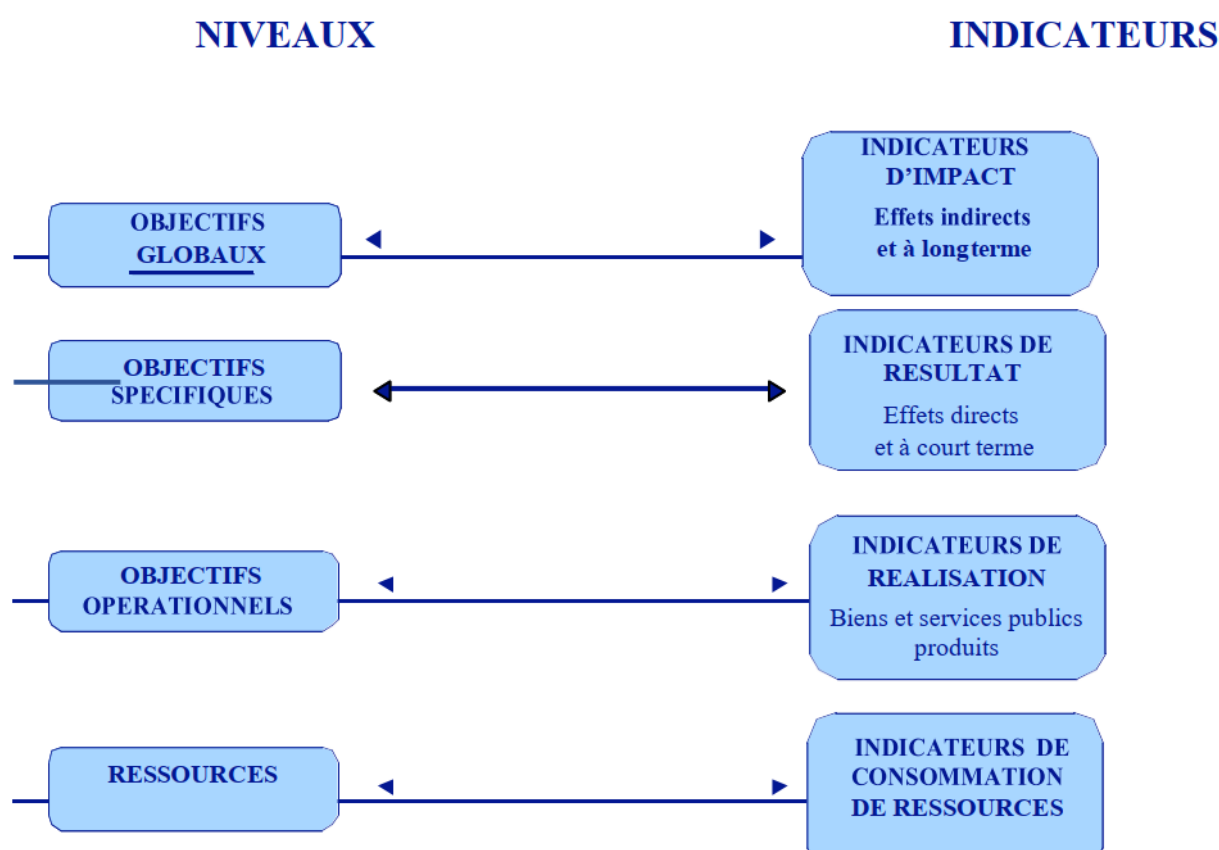 NIVEAUX
INDICATEURS
OBJECTIFS
GLOBAUX
INDICATEURS
D’IMPACT
Effets indirects
et à longterme
OBJECTIFS
SPECIFIQUES
INDICATEURS DE
RESULTAT
Effets directs
et à court terme
OBJECTIFS
OPERATIONNELS
INDICATEURS DE
REALISATION
Biens et services publics
produits
RESSOURCES
INDICATEURS DE
CONSOMMATION
DE RESSOURCES